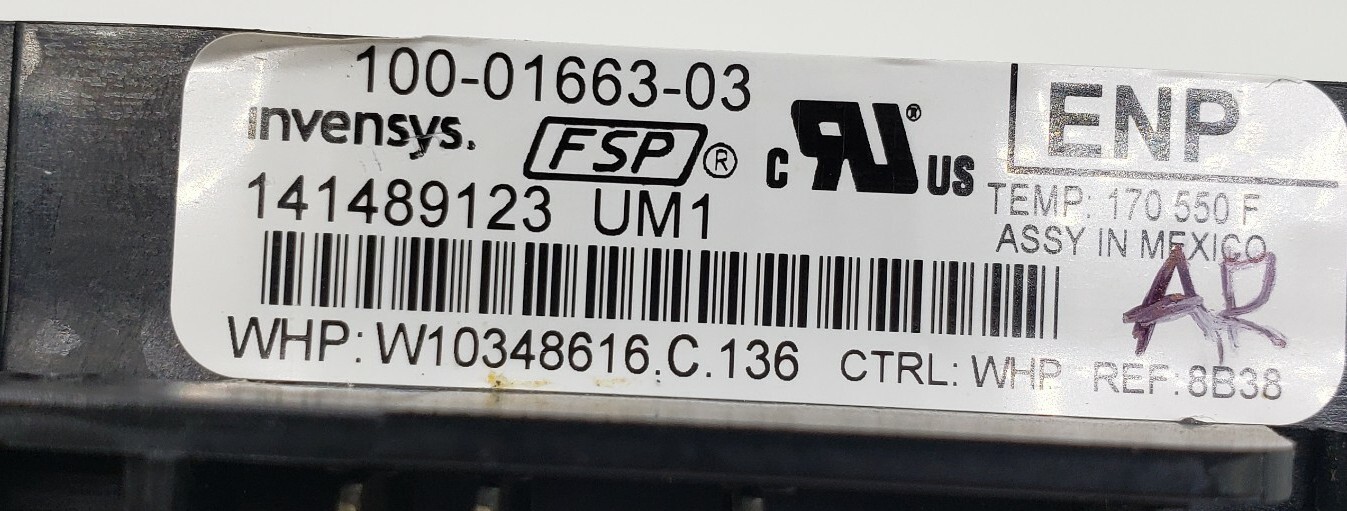 100-01663-03
invensys. FSP® C RU® US ENP
141489123 UM1
TEMP: 170 550 F
ASSY IN MEXICO
AR
WHP: W10348616.C.136 CTRL: WHP REF: 8B38